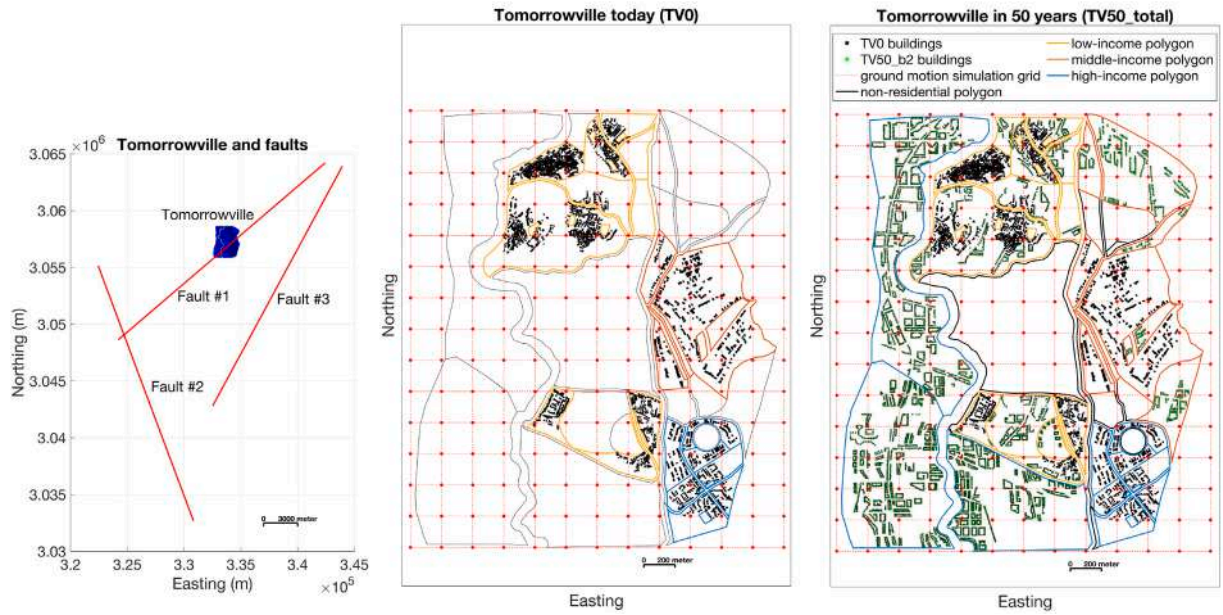 Tomorrowville and faults
×10⁶
3.065
3.06
3.055
3.05
3.045
3.04
3.035
3.03
Northing (m)
Tomorrowville
Fault #1
Fault #3
Fault #2
0 3000 meter
3.2 3.25 3.3 3.35 3.4 3.45
Easting (m)
×10⁵
Tomorrowville today (TV0)
Northing
0 200 meter
Easting
Tomorrowville in 50 years (TV50_total)
TV0 buildings
TV50_b2 buildings
ground motion simulation grid
non-residential polygon
low-income polygon
middle-income polygon
high-income polygon
Northing
0 200 meter
Easting